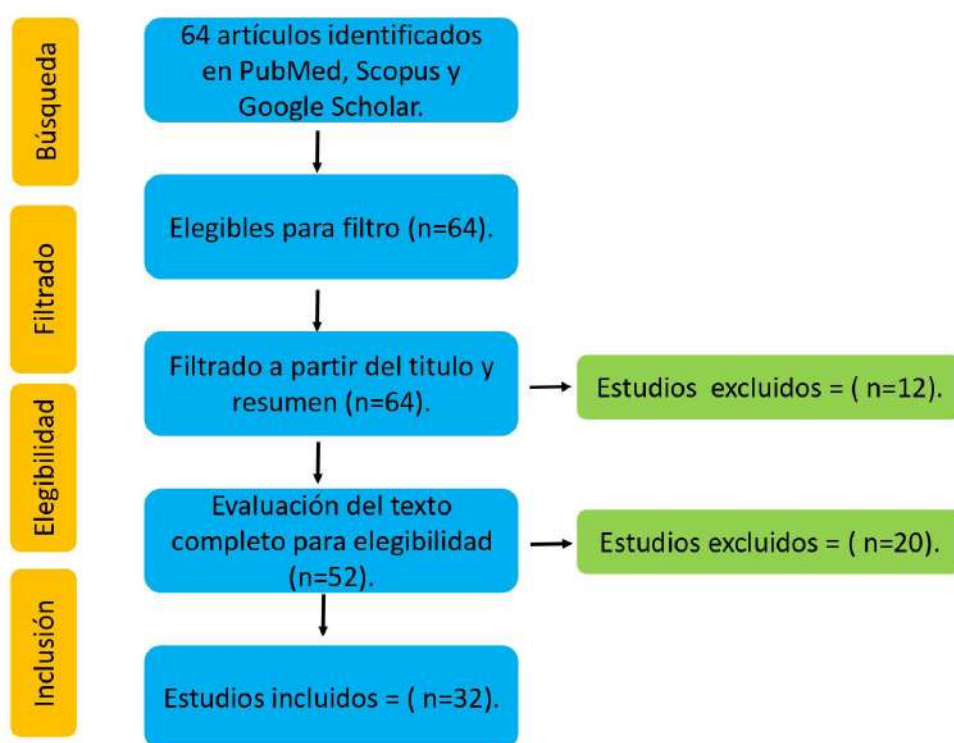 Búsqueda
64 artículos identificados
en PubMed, Scopus y
Google Scholar.
Elegibles para filtro (n=64).
Filtrado
Filtrado a partir del titulo y
resumen (n=64).
Estudios excluidos = ( n=12).
Elegibilidad
Evaluación del texto
completo para elegibilidad
(n=52).
Estudios excluidos = ( n=20).
Inclusión
Estudios incluidos = ( n=32).